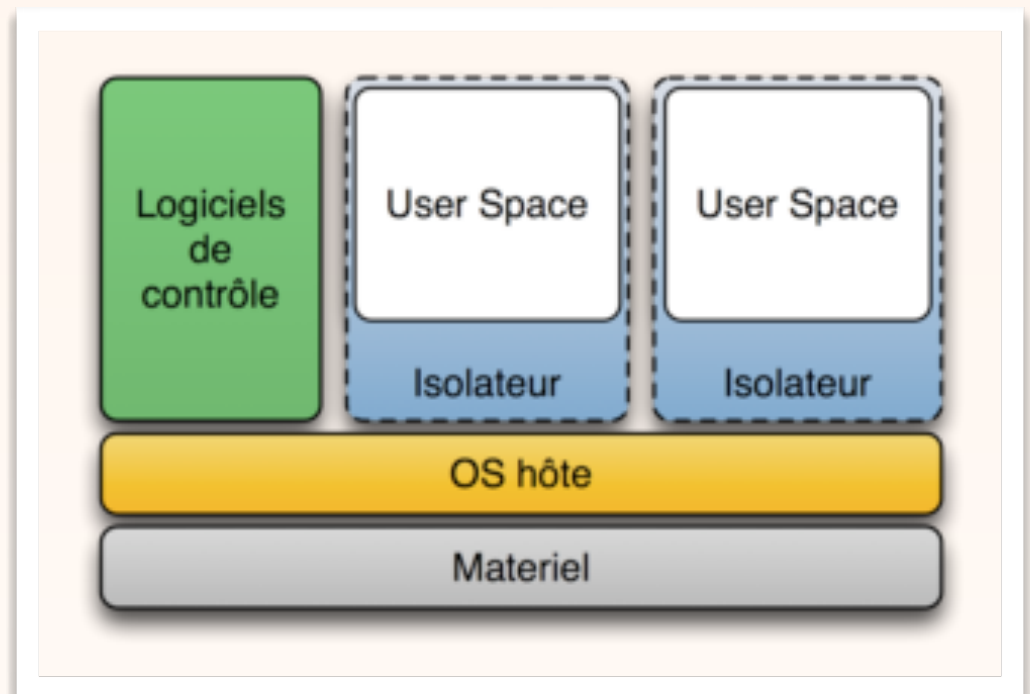 Logiciels
de
contrôle
User Space
User Space
Isolateur
Isolateur
OS hôte
Materiel